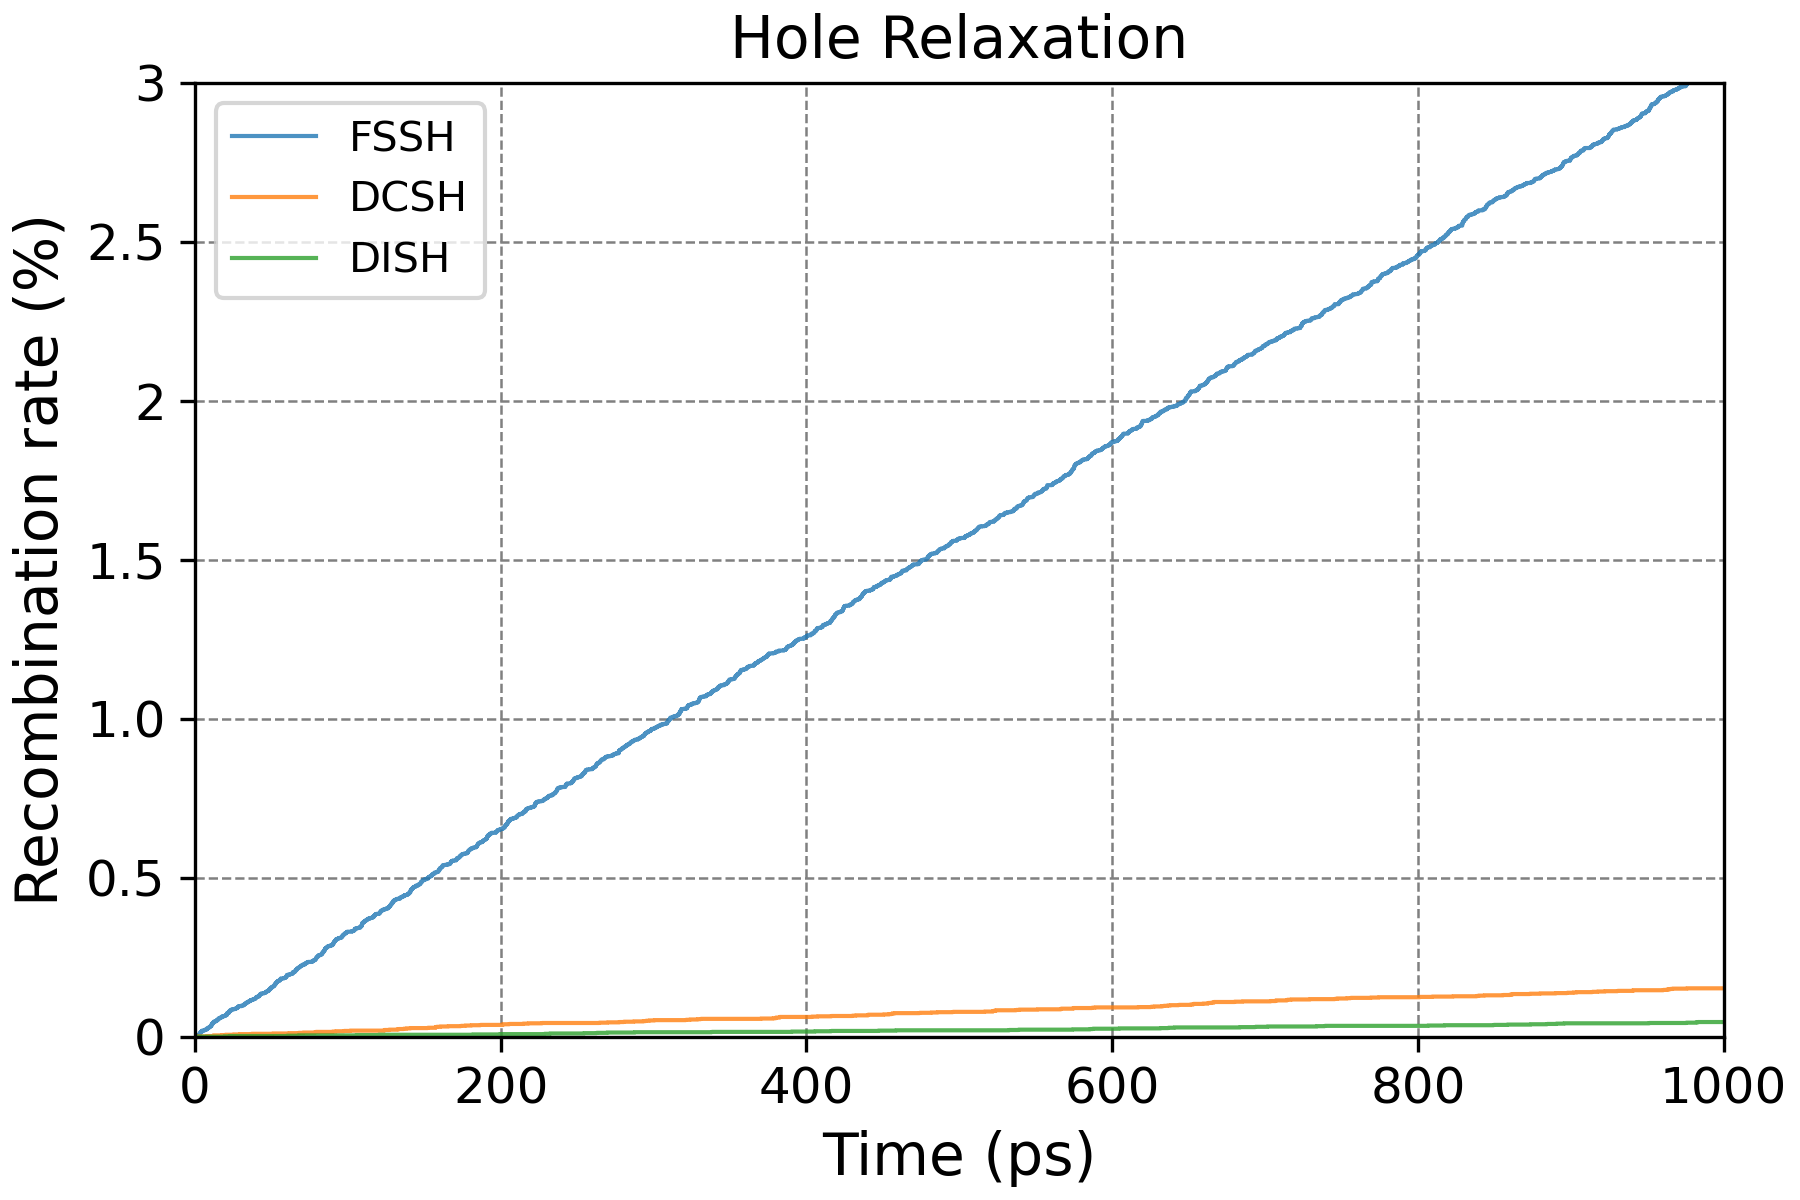 Hole Relaxation
3
2.5
2
1.5
1.0
0.5
0
Recombination rate (%)
FSSH
DCSH
DISH
0 200 400 600 800 1000
Time (ps)